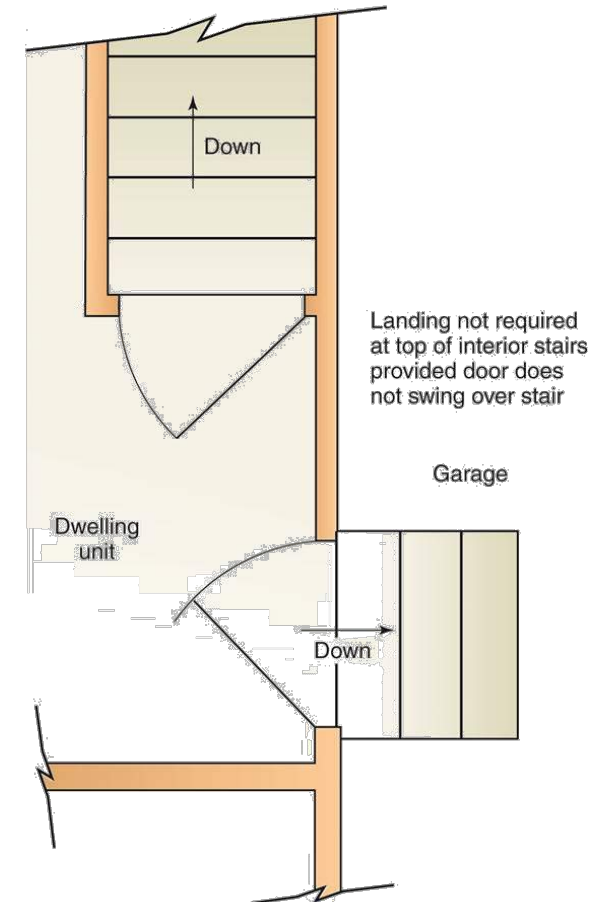 Down
Landing not required
at top of interior stairs
provided door does
not swing over stair
Garage
Dwelling
unit
Down